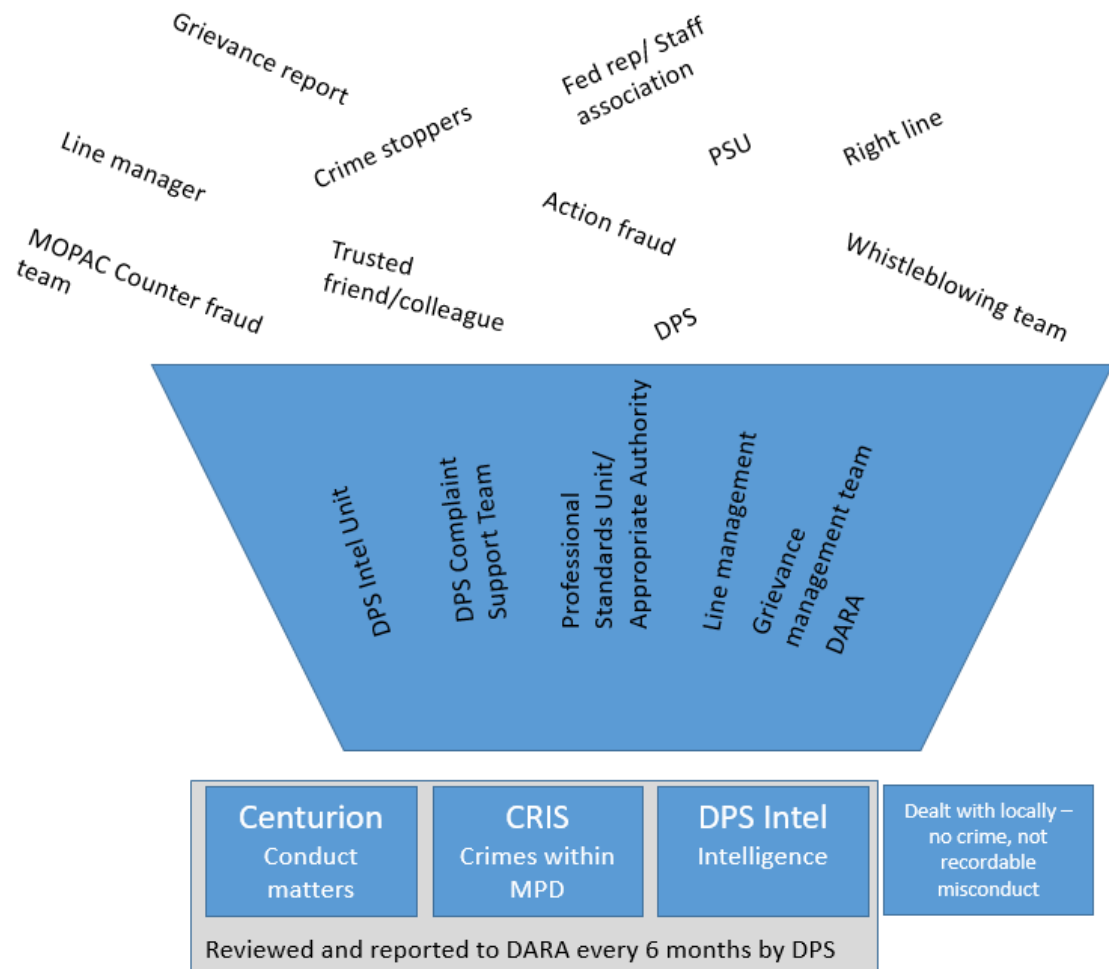 Grievance report
Fed rep/ Staff
association
Line manager
Crime stoppers
PSU
Right line
MOPAC Counter fraud
team
Trusted
friend/colleague
Action fraud
DPS
Whistleblowing team
DPS Intel Unit
DPS Complaint
Support Team
Professional
Standards Unit/
Appropriate Authority
Line management
Grievance
management team
DARA
Centurion
Conduct
matters
CRIS
Crimes within
MPD
DPS Intel
Intelligence
Dealt with locally –
no crime, not
recordable
misconduct
Reviewed and reported to DARA every 6 months by DPS